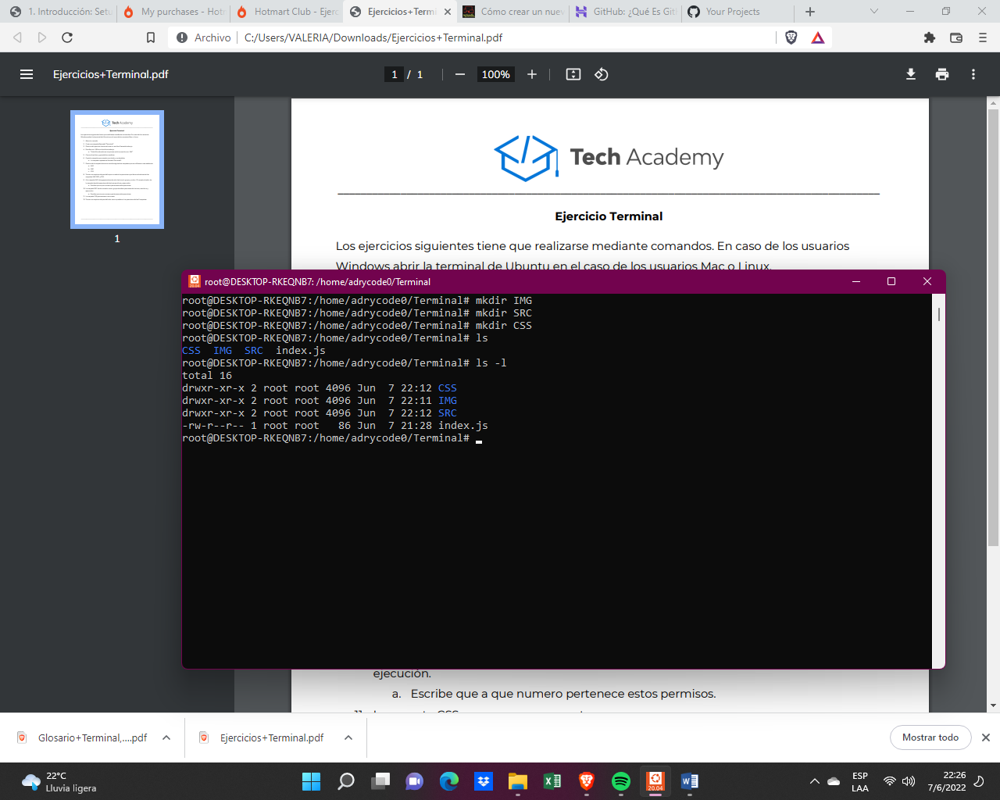 1. Introducción: Setu
My purchases - Hotm
Hotmart Club - Ejerc
Ejercicios+Termi
Cómo crear un nuev
GitHub: ¿Qué Es Git
Your Projects
Archivo
C:/Users/VALERIA/Downloads/Ejercicios+Terminal.pdf
Ejercicios+Terminal.pdf
1 / 1
100%
Tech Academy
1
Tech Academy
Ejercicio Terminal
Los ejercicios siguientes tiene que realizarse mediante comandos. En caso de los usuarios
Windows abrir la terminal de Ubuntu en el caso de los usuarios Mac o Linux.
root@DESKTOP-RKEQNB7: /home/adrycode0/Terminal
root@DESKTOP-RKEQNB7:/home/adrycode0/Terminal# mkdir IMG
root@DESKTOP-RKEQNB7:/home/adrycode0/Terminal# mkdir SRC
root@DESKTOP-RKEQNB7:/home/adrycode0/Terminal# mkdir CSS
root@DESKTOP-RKEQNB7:/home/adrycode0/Terminal# ls
CSS IMG SRC index.js
root@DESKTOP-RKEQNB7:/home/adrycode0/Terminal# ls -l
total 16
drwxr-xr-x 2 root root 4096 Jun 7 22:12 CSS
drwxr-xr-x 2 root root 4096 Jun 7 22:11 IMG
drwxr-xr-x 2 root root 4096 Jun 7 22:12 SRC
-rw-r--r-- 1 root root 86 Jun 7 21:28 index.js
root@DESKTOP-RKEQNB7:/home/adrycode0/Terminal#
ejecución.
a. Escribe que a que numero pertenece estos permisos.
Glosario+Terminal,....pdf
Ejercicios+Terminal.pdf
Mostrar todo
22°C
Lluvia ligera
20.04
ESP
LAA
22:26
7/6/2022